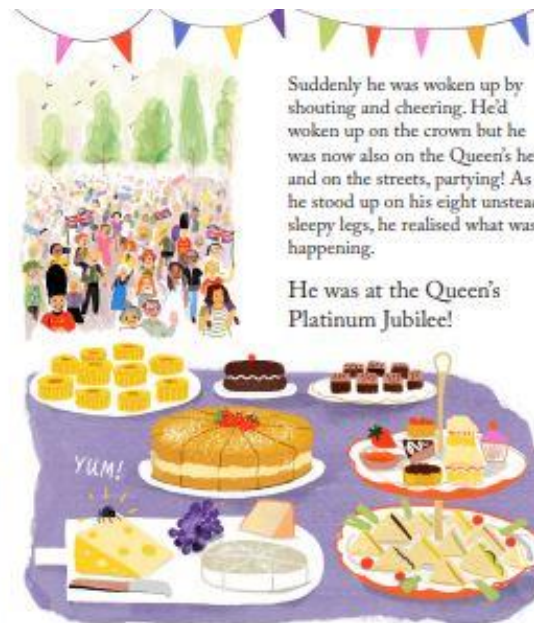 Suddenly he was woken up by
shouting and cheering. He'd
woken up on the crown but he
was now also on the Queen's he
and on the streets, partying! As
he stood up on his eight unstead
sleepy legs, he realised what was
happening.
He was at the Queen's
Platinum Jubilee!
YUM!